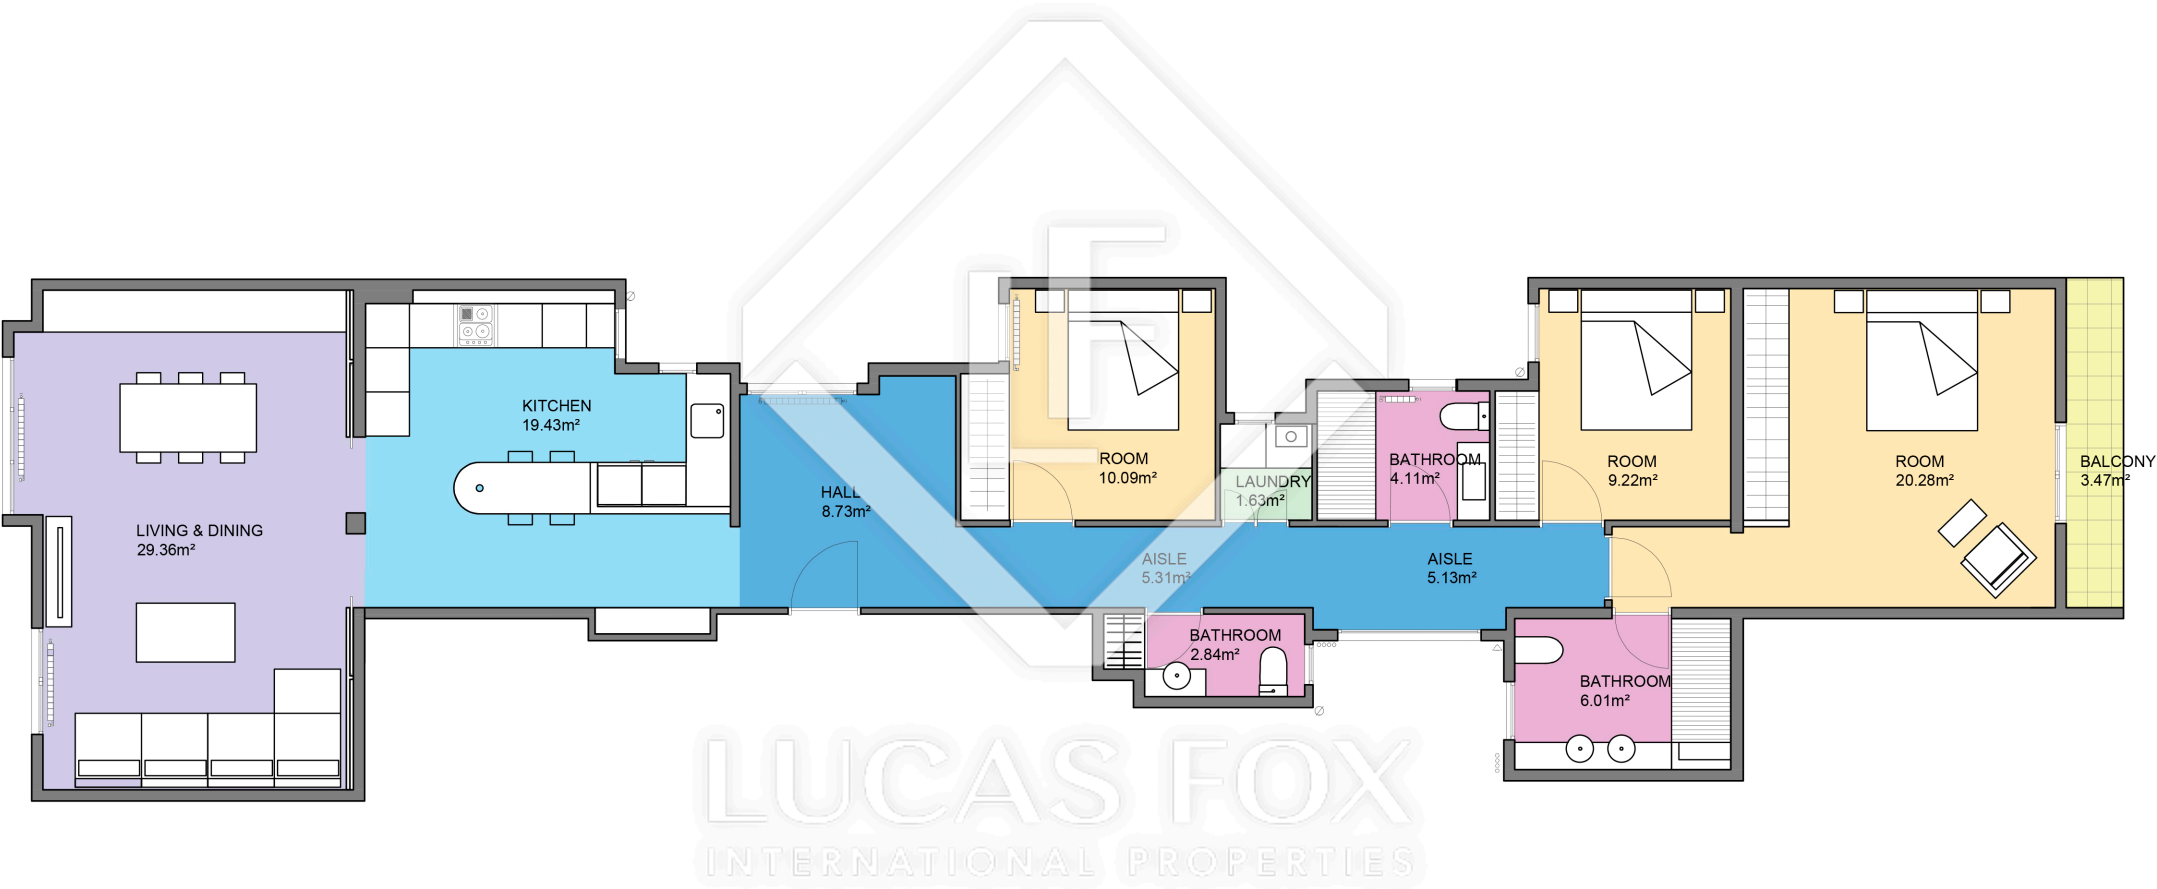 LIVING & DINING
29.36m²
KITCHEN
19.43m²
HALL
8.73m²
ROOM
10.09m²
LAUNDRY
1.63m²
BATHROOM
4.11m²
ROOM
9.22m²
ROOM
20.28m²
BALCONY
3.47m²
AISLE
5.31m²
AISLE
5.13m²
BATHROOM
2.84m²
BATHROOM
6.01m²
LF
LUCAS FOX
INTERNATIONAL PROPERTIES